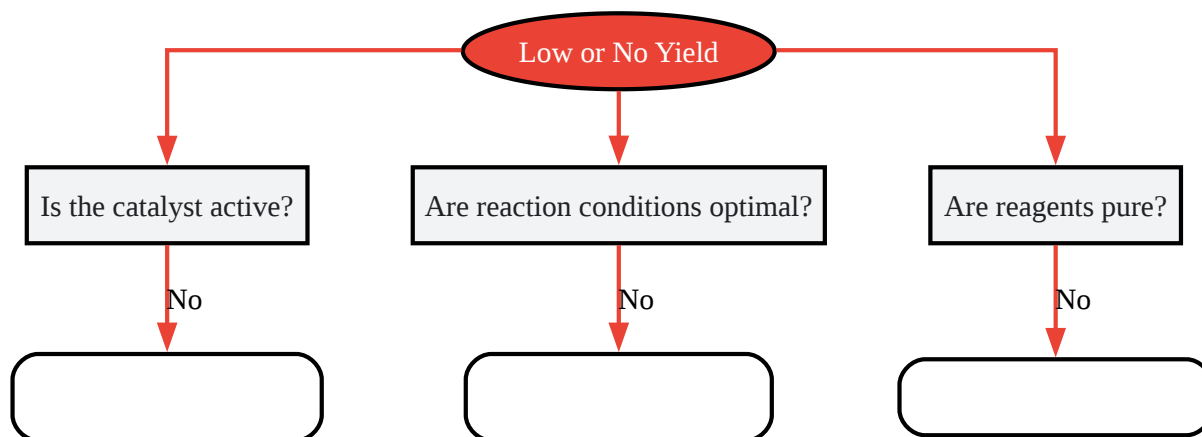 Low or No Yield
Is the catalyst active?
Are reaction conditions optimal?
Are reagents pure?
No
No
No